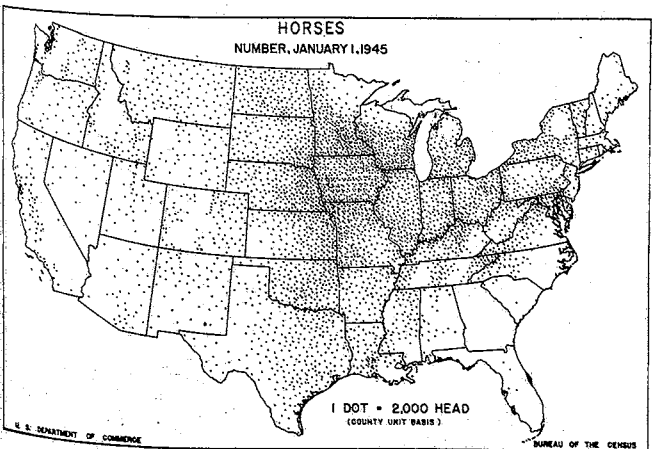 HORSES
NUMBER, JANUARY 1, 1945
1 DOT = 2,000 HEAD
(COUNTY UNIT BASIS)
U. S. DEPARTMENT OF COMMERCE
BUREAU OF THE CENSUS